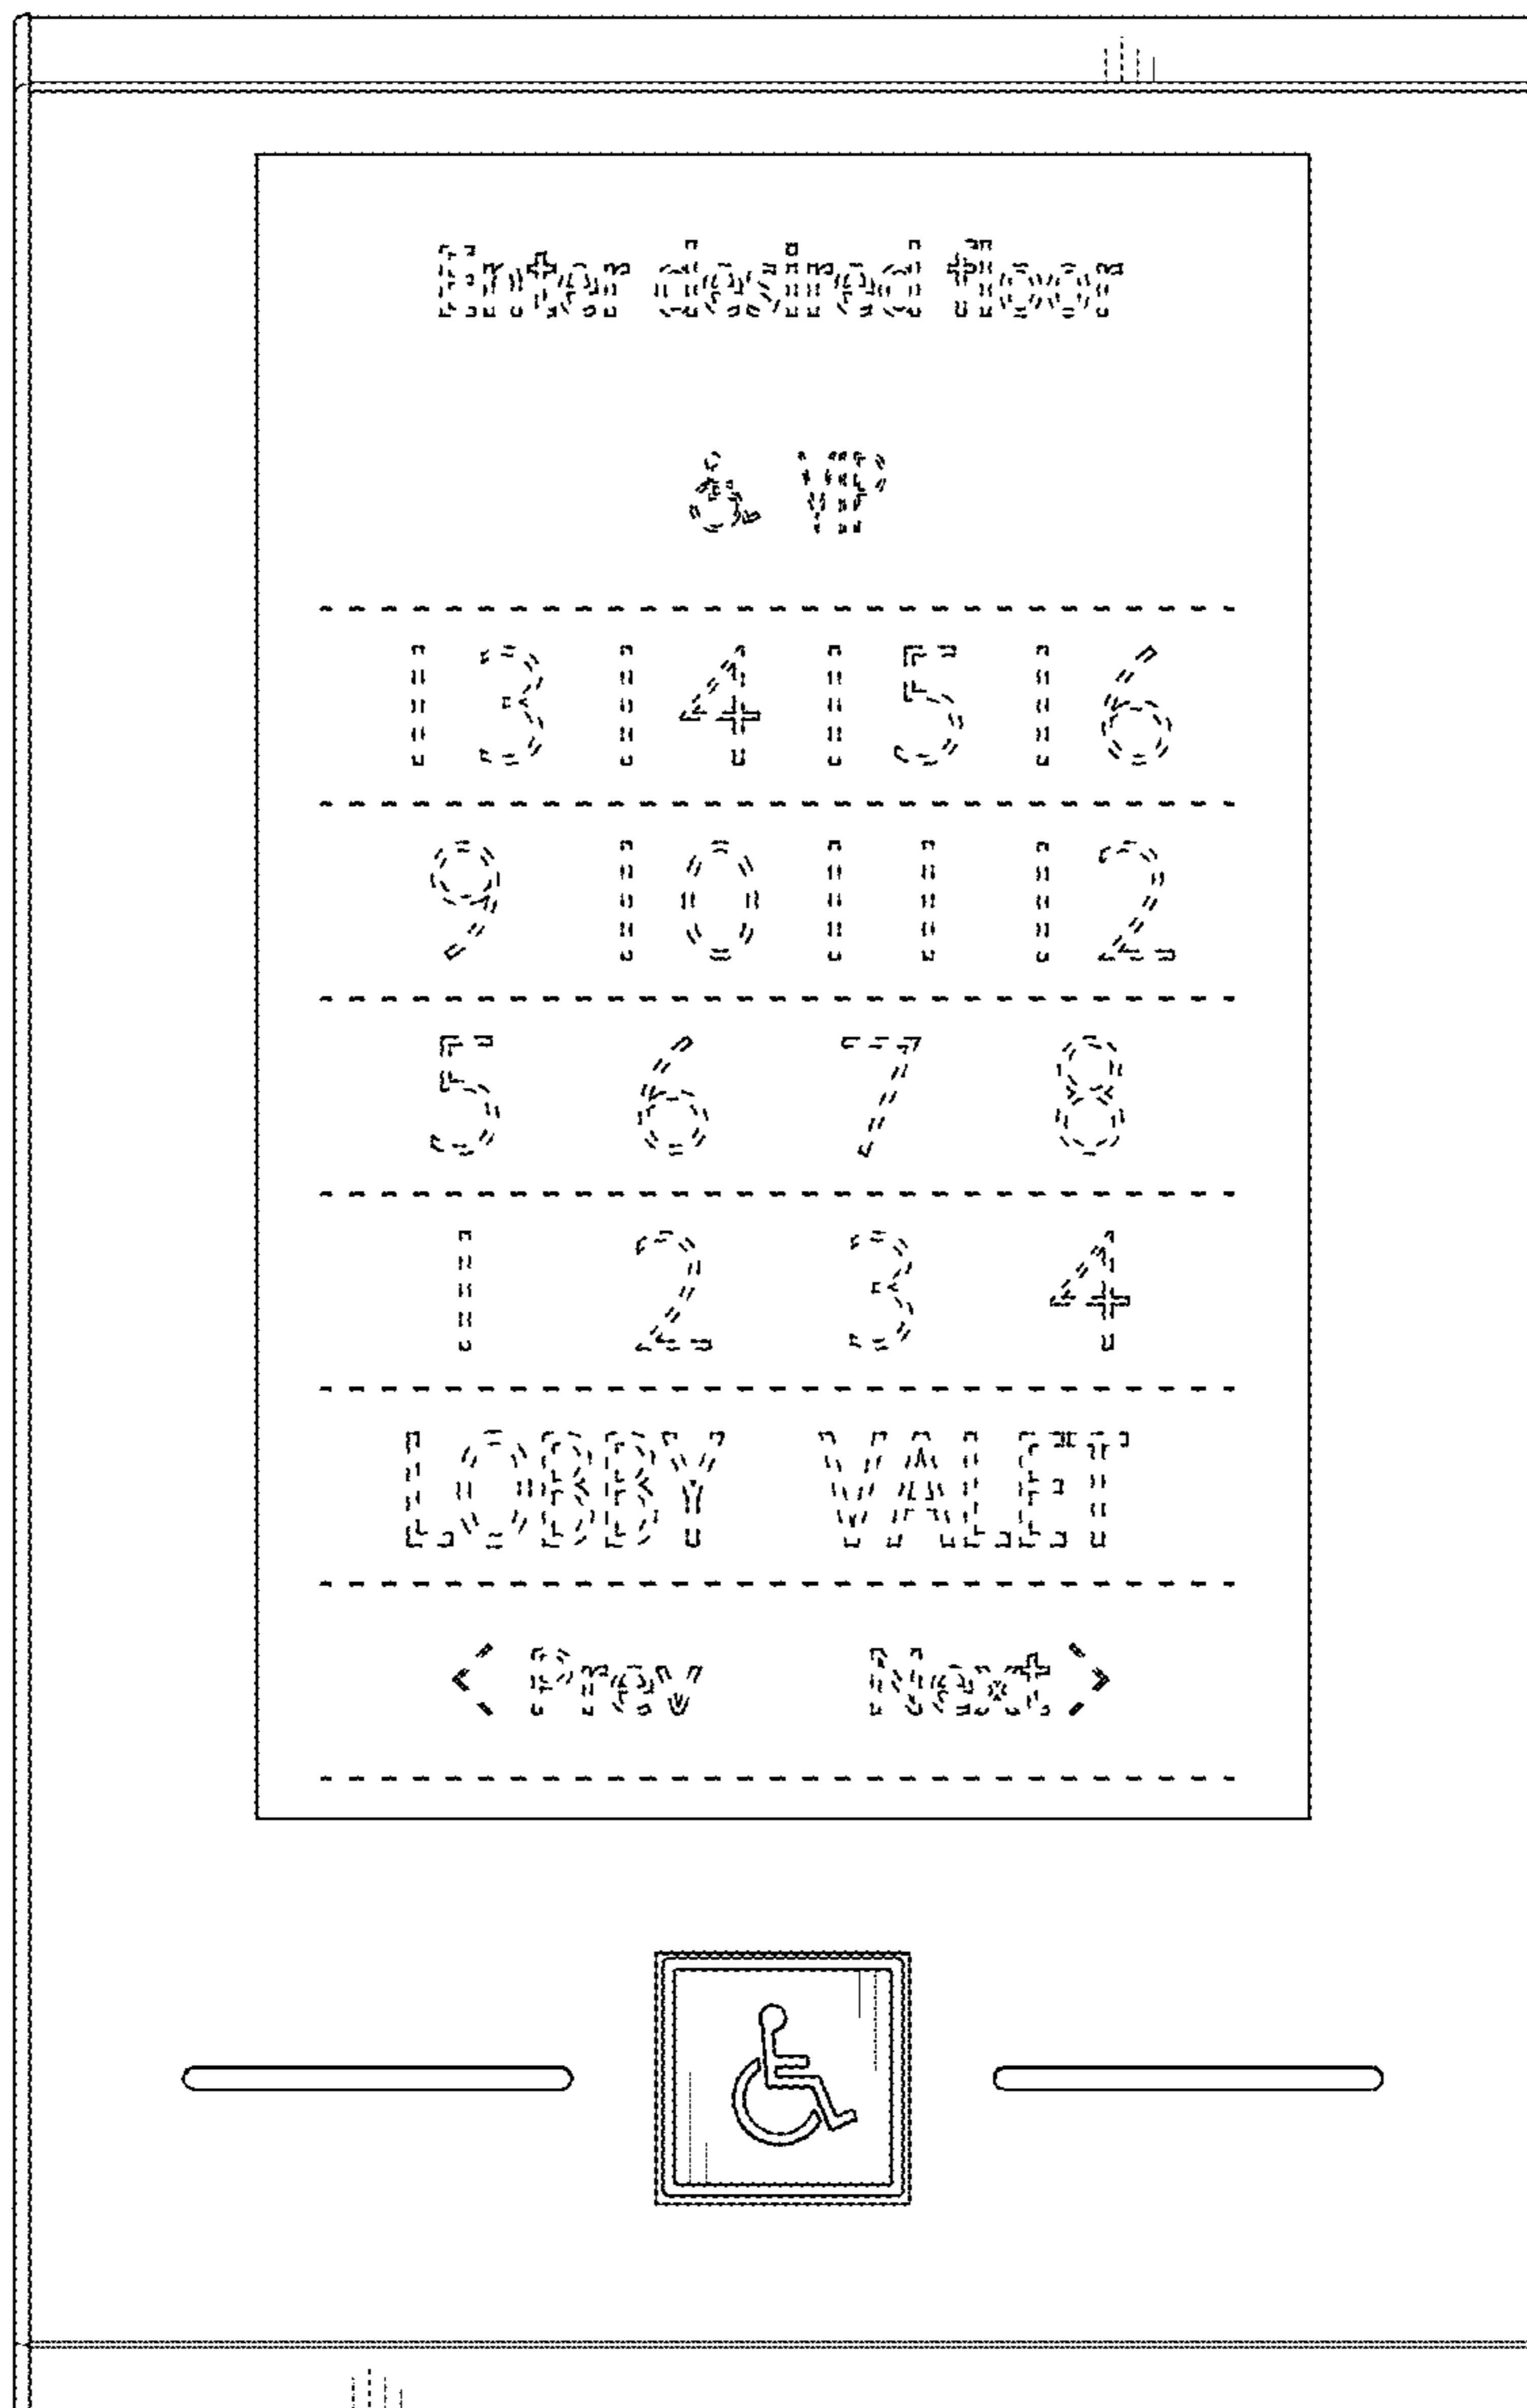 Enter desired floor
VIP
13 14 15 16
9 10 11 12
5 6 7 8
1 2 3 4
LOBBY VALET
< Prev Next >